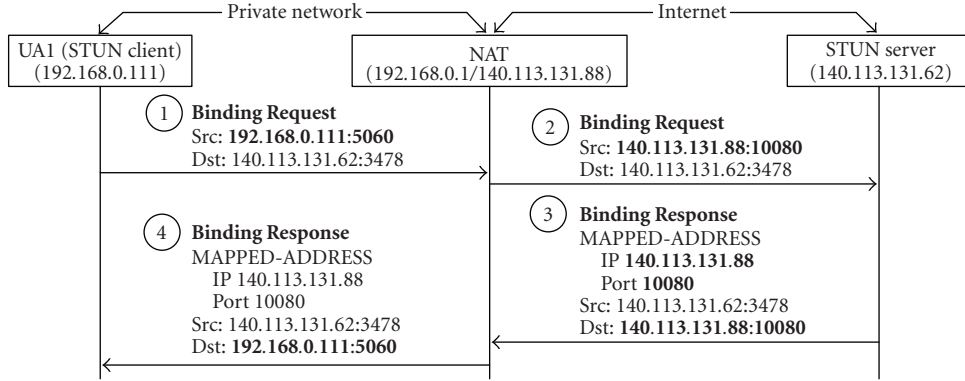 Private network
Internet
UA1 (STUN client)
(192.168.0.111)
NAT
(192.168.0.1/140.113.131.88)
STUN server
(140.113.131.62)
1
Binding Request
Src: 192.168.0.111:5060
Dst: 140.113.131.62:3478
2
Binding Request
Src: 140.113.131.88:10080
Dst: 140.113.131.62:3478
3
Binding Response
MAPPED-ADDRESS
IP 140.113.131.88
Port 10080
Src: 140.113.131.62:3478
Dst: 140.113.131.88:10080
4
Binding Response
MAPPED-ADDRESS
IP 140.113.131.88
Port 10080
Src: 140.113.131.62:3478
Dst: 192.168.0.111:5060